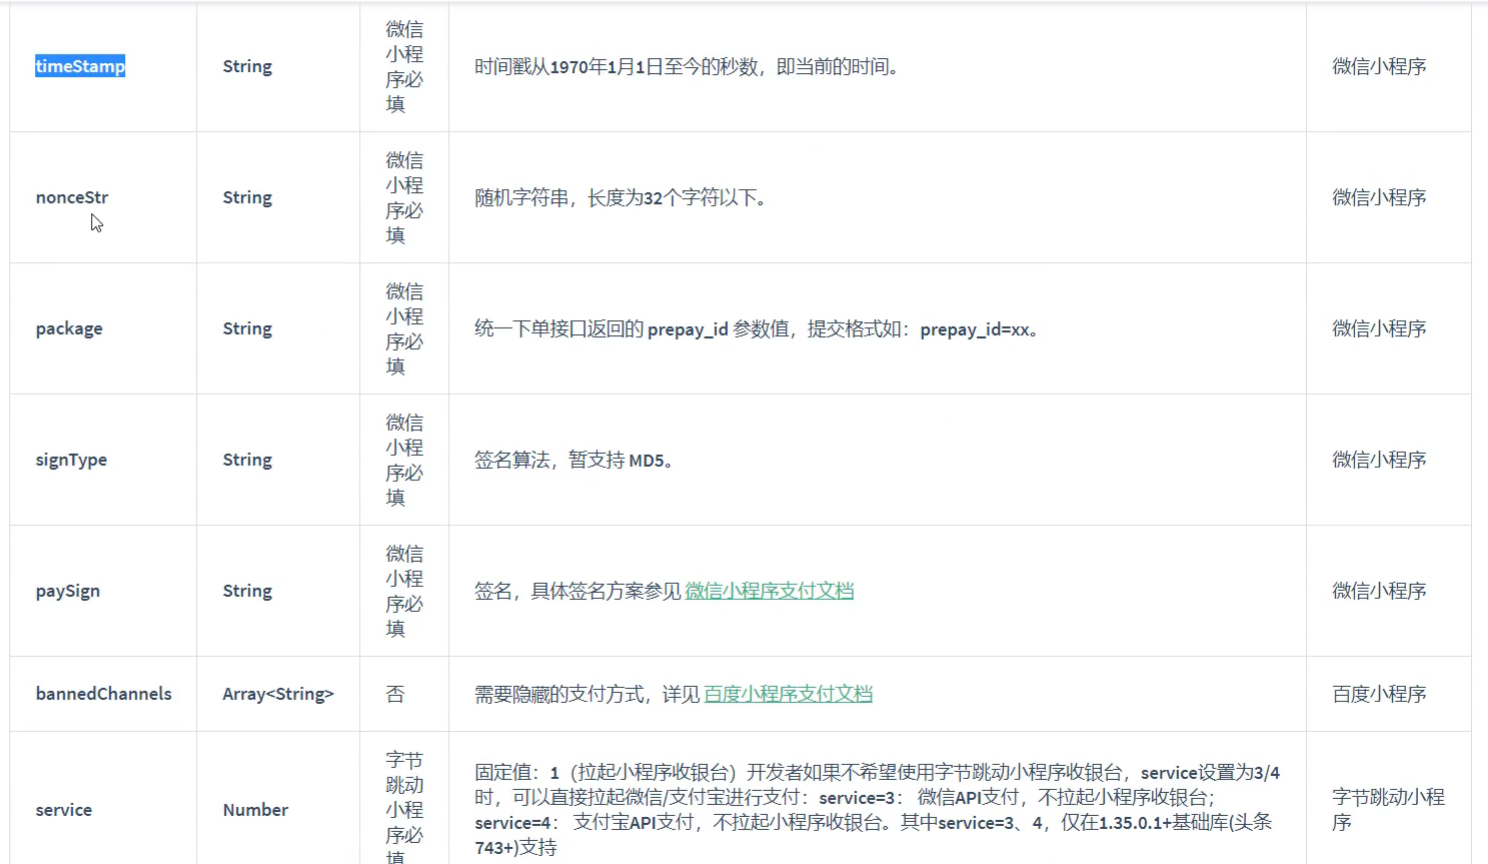 timeStamp String 微信小程序必填 时间戳从1970年1月1日至今的秒数，即当前的时间。 微信小程序
nonceStr String 微信小程序必填 随机字符串，长度为32个字符以下。 微信小程序
package String 微信小程序必填 统一下单接口返回的 prepay_id 参数值，提交格式如：prepay_id=xx。 微信小程序
signType String 微信小程序必填 签名算法，暂支持 MD5。 微信小程序
paySign String 微信小程序必填 签名，具体签名方案参见 微信小程序支付文档 微信小程序
bannedChannels Array<String> 否 需要隐藏的支付方式，详见 百度小程序支付文档 百度小程序
service Number 字节跳动小程序必填 固定值：1（拉起小程序收银台）开发者如果不希望使用字节跳动小程序收银台，service设置为3/4
时，可以直接拉起微信/支付宝进行支付：service=3： 微信API支付，不拉起小程序收银台；
service=4： 支付宝API支付，不拉起小程序收银台。其中service=3、4，仅在1.35.0.1+基础库(头条
743+)支持 字节跳动小程序